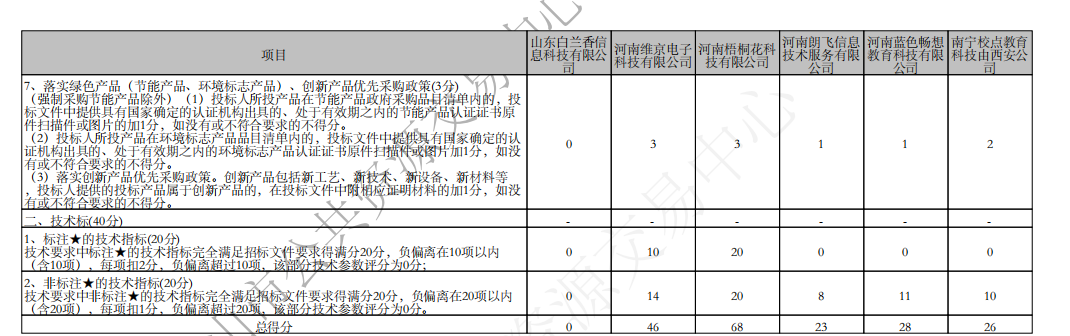 项目
山东白兰香信
息科技有限公
司
河南维京电子
科技有限公司
河南梧桐花科
技有限公司
河南朗飞信息
技术服务有限
公司
河南蓝色畅想
教育科技有限
公司
南宁校点教育
科技由西安公
司
7、落实绿色产品(节能产品、环境标志产品)、创新产品优先采购政策(3分)
(强制采购节能产品除外)(1)投标人所投产品在节能产品政府采购品目清单内的,投
标文件中提供具有国家确定的认证机构出具的、处于有效期之内的节能产品认证证书原
件扫描件或图片的加1分,如没有或不符合要求的不得分。
(2)投标人所投产品在环境标志产品品目清单内的,投标文件中提供具有国家确定的认
证机构出具的、处于有效期之内的环境标志产品认证证书原件扫描件或图片加1分,如没
有或不符合要求的不得分。
(3)落实创新产品优先采购政策。创新产品包括新工艺、新技术、新设备、新材料等
,投标人提供的投标产品属于创新产品的,在投标文件中附相应证明材料的加1分,如没
有或不符合要求的不得分。
0 3 3 1 1 2
二、技术标(40分) - - - - - -
1、标注★的技术指标(20分)
技术要求中标注★的技术指标完全满足招标文件要求得满分20分,负偏离在10项以内
(含10项),每项扣2分,负偏离超过10项,该部分技术参数评分为0分;
0 10 20 0 0 0
2、非标注★的技术指标(20分)
技术要求中非标注★的技术指标完全满足招标文件要求得满分20分,负偏离在20项以内
(含20项),每项扣1分,负偏离超过20项,该部分技术参数评分为0分。
0 14 20 8 11 10
总得分 0 46 68 23 28 26
山市公共资源交易中心
资源交易中心